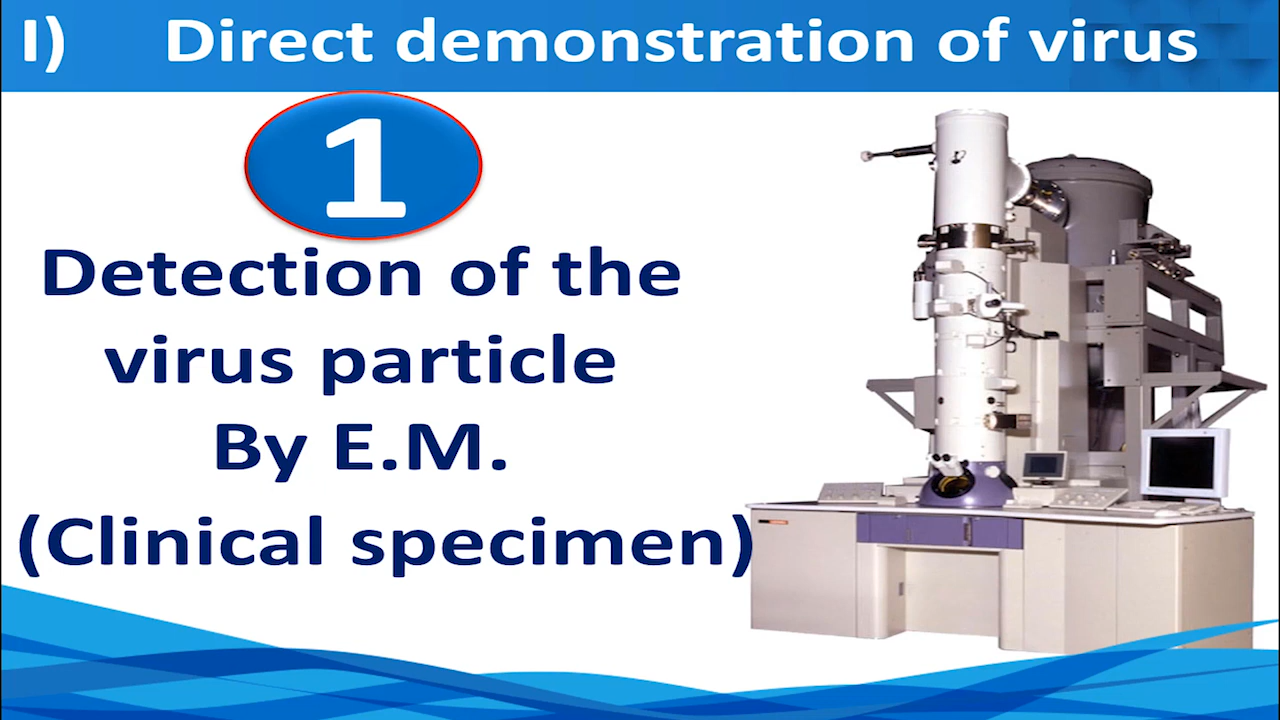 I) Direct demonstration of virus
1
Detection of the
virus particle
By E.M.
(Clinical specimen)